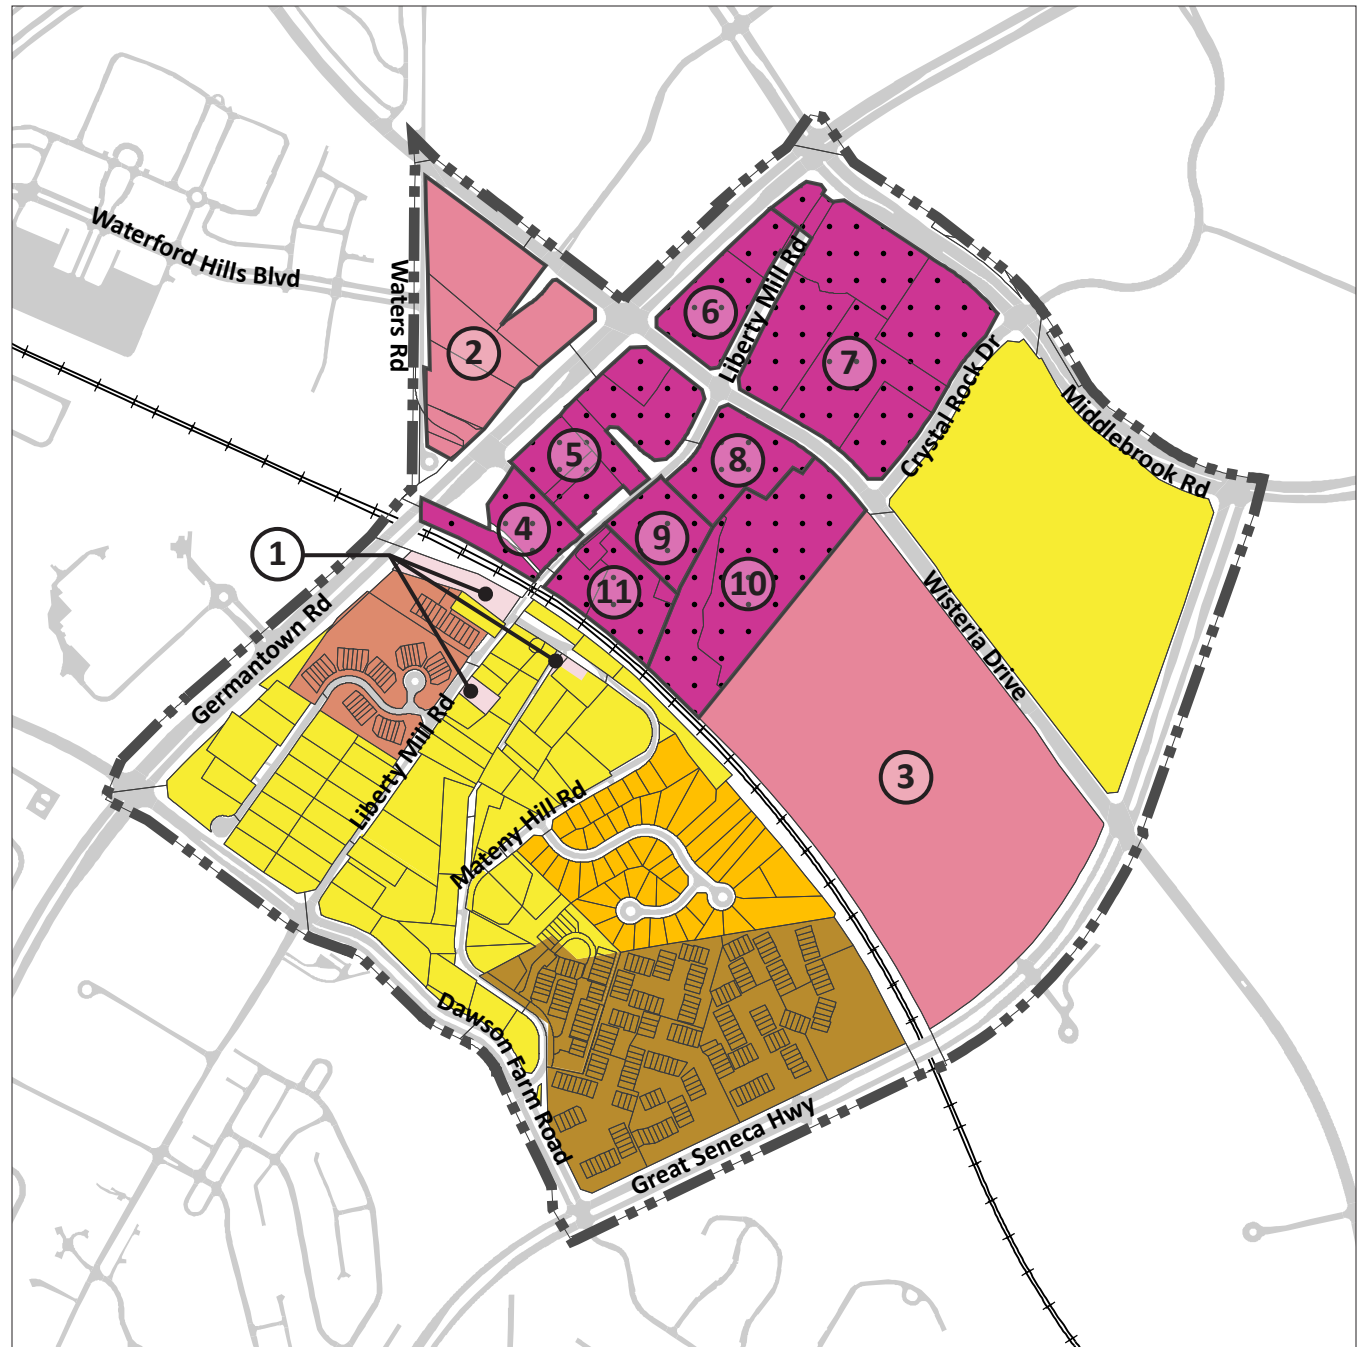 Waterford Hills Blvd
Waters Rd
2
6
Liberty Mill Rd
7
Crystal Rock Dr
Middlebrook Rd
5
8
4
9
1
11
10
Wisteria Drive
Germantown Rd
Liberty Mill Rd
3
Mateny Hill Rd
Dawson Farm Road
Great Seneca Hwy